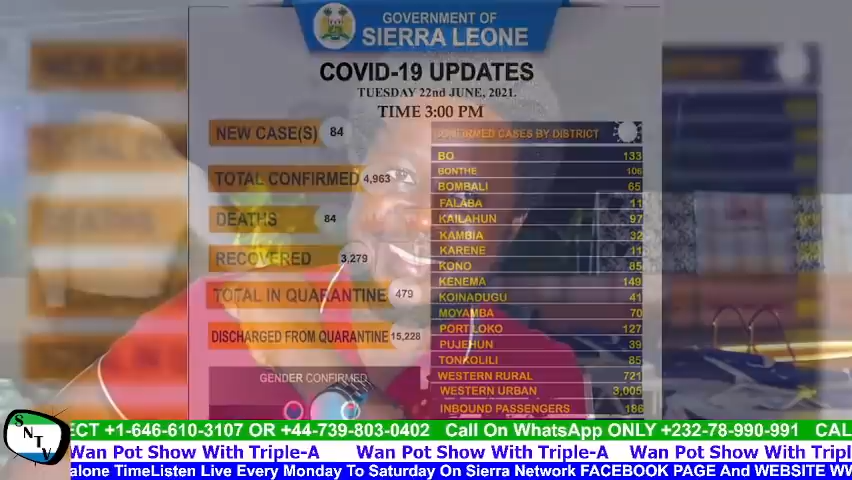 GOVERNMENT OF
SIERRA LEONE
COVID-19 UPDATES
TUESDAY 22nd JUNE, 2021.
TIME 3:00 PM
NEW CASE(S) 84
TOTAL CONFIRMED 4,963
DEATHS 84
RECOVERED 3,279
TOTAL IN QUARANTINE 479
DISCHARGED FROM QUARANTINE 15,228
GENDER CONFIRMED
CONFIRMED CASES BY DISTRICT
BO 133
BONTHE 106
BOMBALI 65
FALABA 11
KAILAHUN 97
KAMBIA 32
KARENE 11
KONO 85
KENEMA 149
KOINADUGU 41
MOYAMBA 70
PORT LOKO 127
PUJEHUN 39
TONKOLILI 85
WESTERN RURAL 721
WESTERN URBAN 3,005
INBOUND PASSENGERS 186
SNTV
ECT +1-646-610-3107 OR +44-739-803-0402 Call On WhatsApp ONLY +232-78-990-991 CAL
Wan Pot Show With Triple-A Wan Pot Show With Triple-A Wan Pot Show With Tripl
alone TimeListen Live Every Monday To Saturday On Sierra Network FACEBOOK PAGE And WEBSITE WW